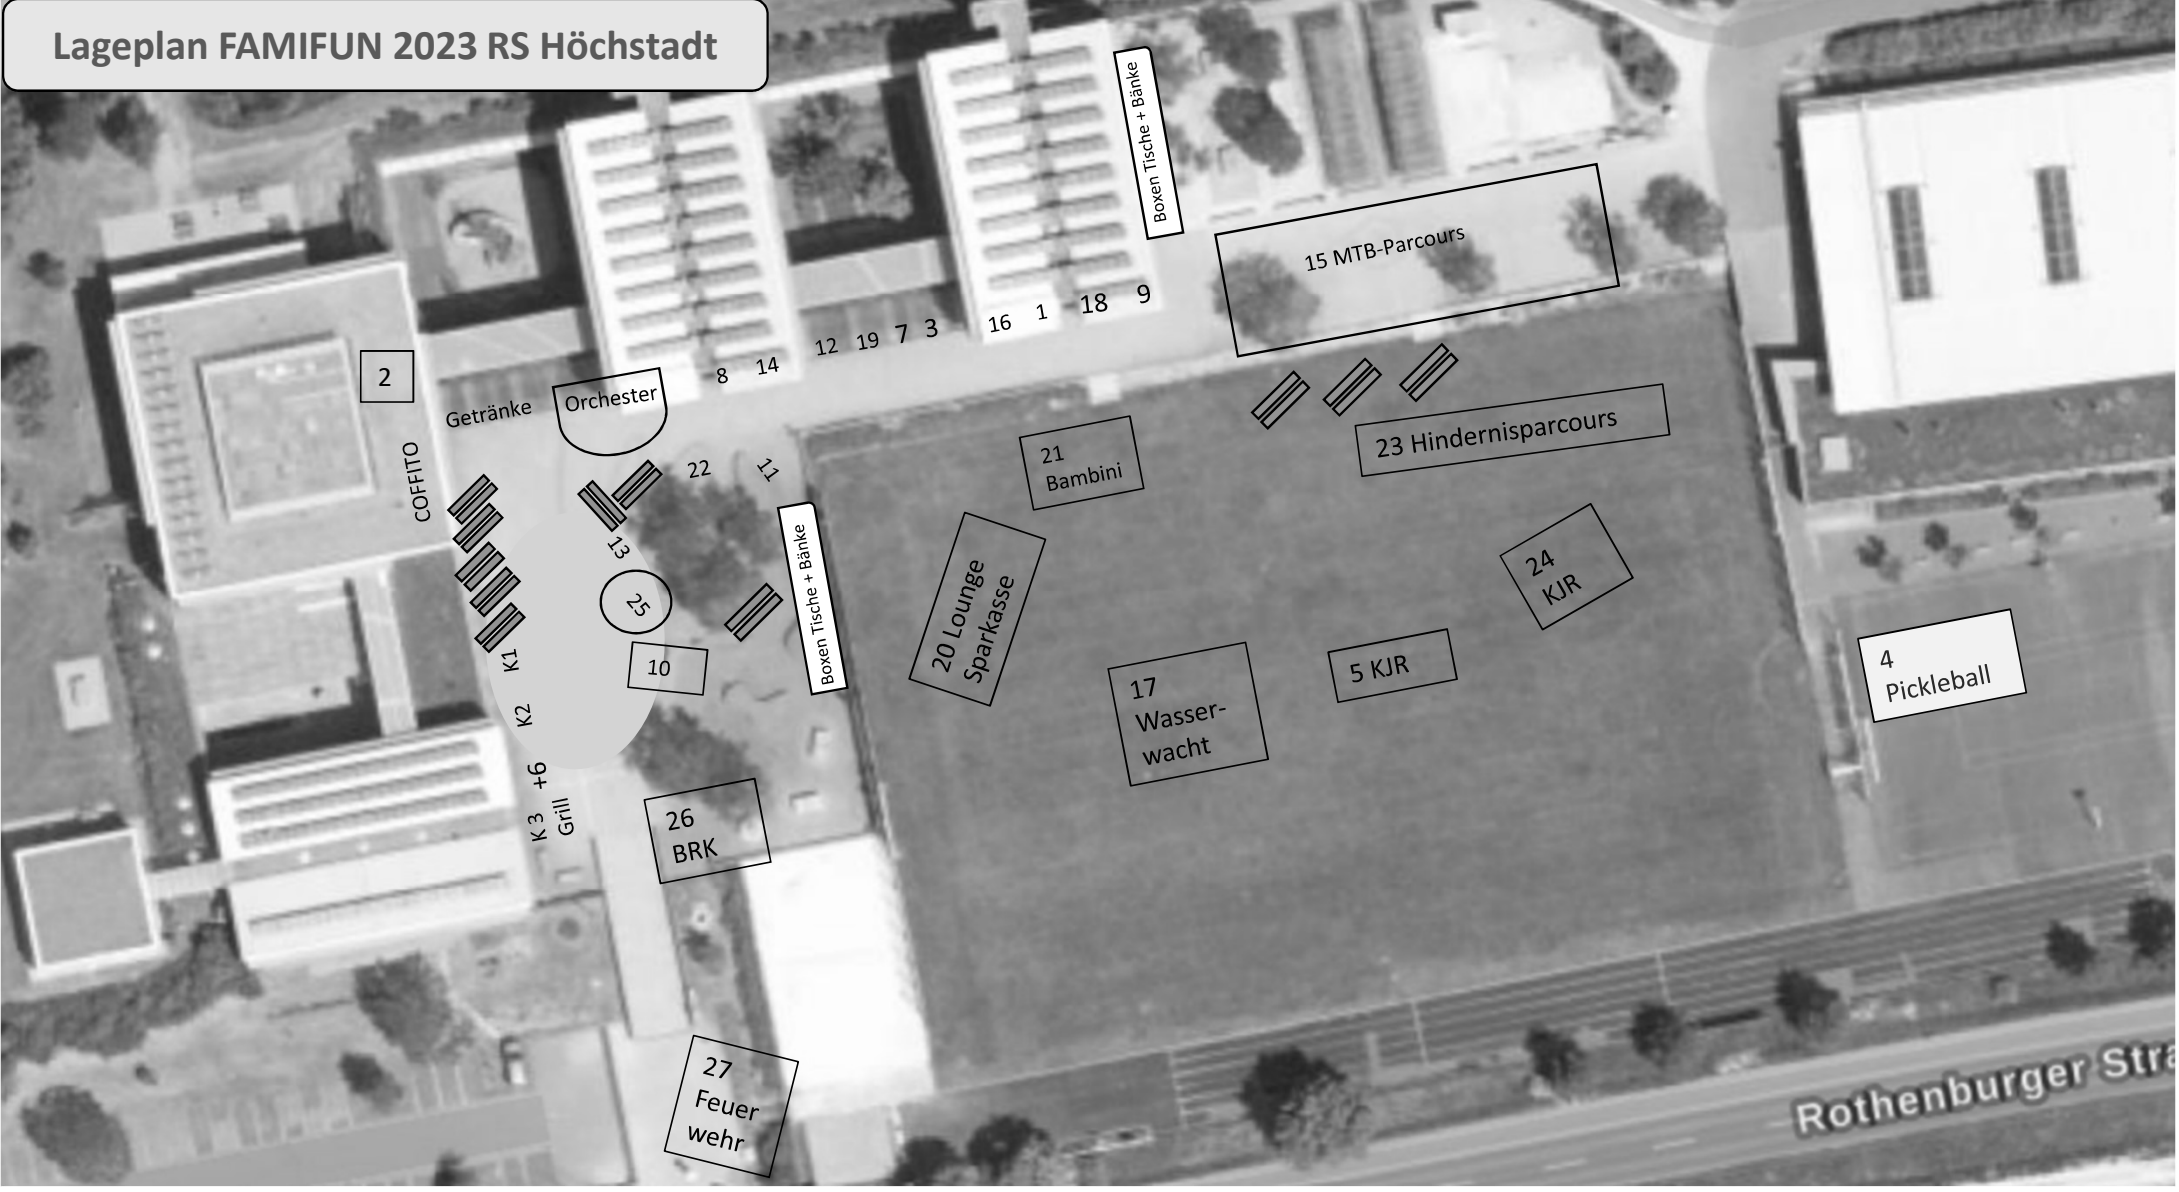 Lageplan FAMIFUN 2023 RS Höchstadt
Boxen Tische + Bänke
15 MTB-Parcours
2
Getränke
Orchester
8
14
12
19
7
3
16
1
18
9
COFFITO
22
11
13
25
10
Boxen Tische + Bänke
21
Bambini
23 Hindernisparcours
20 Lounge
Sparkasse
24
KJR
17
Wasser-
wacht
5 KJR
4
Pickleball
K1
K2
K 3 +6
Grill
26
BRK
27
Feuer
wehr
Rothenburger Stra